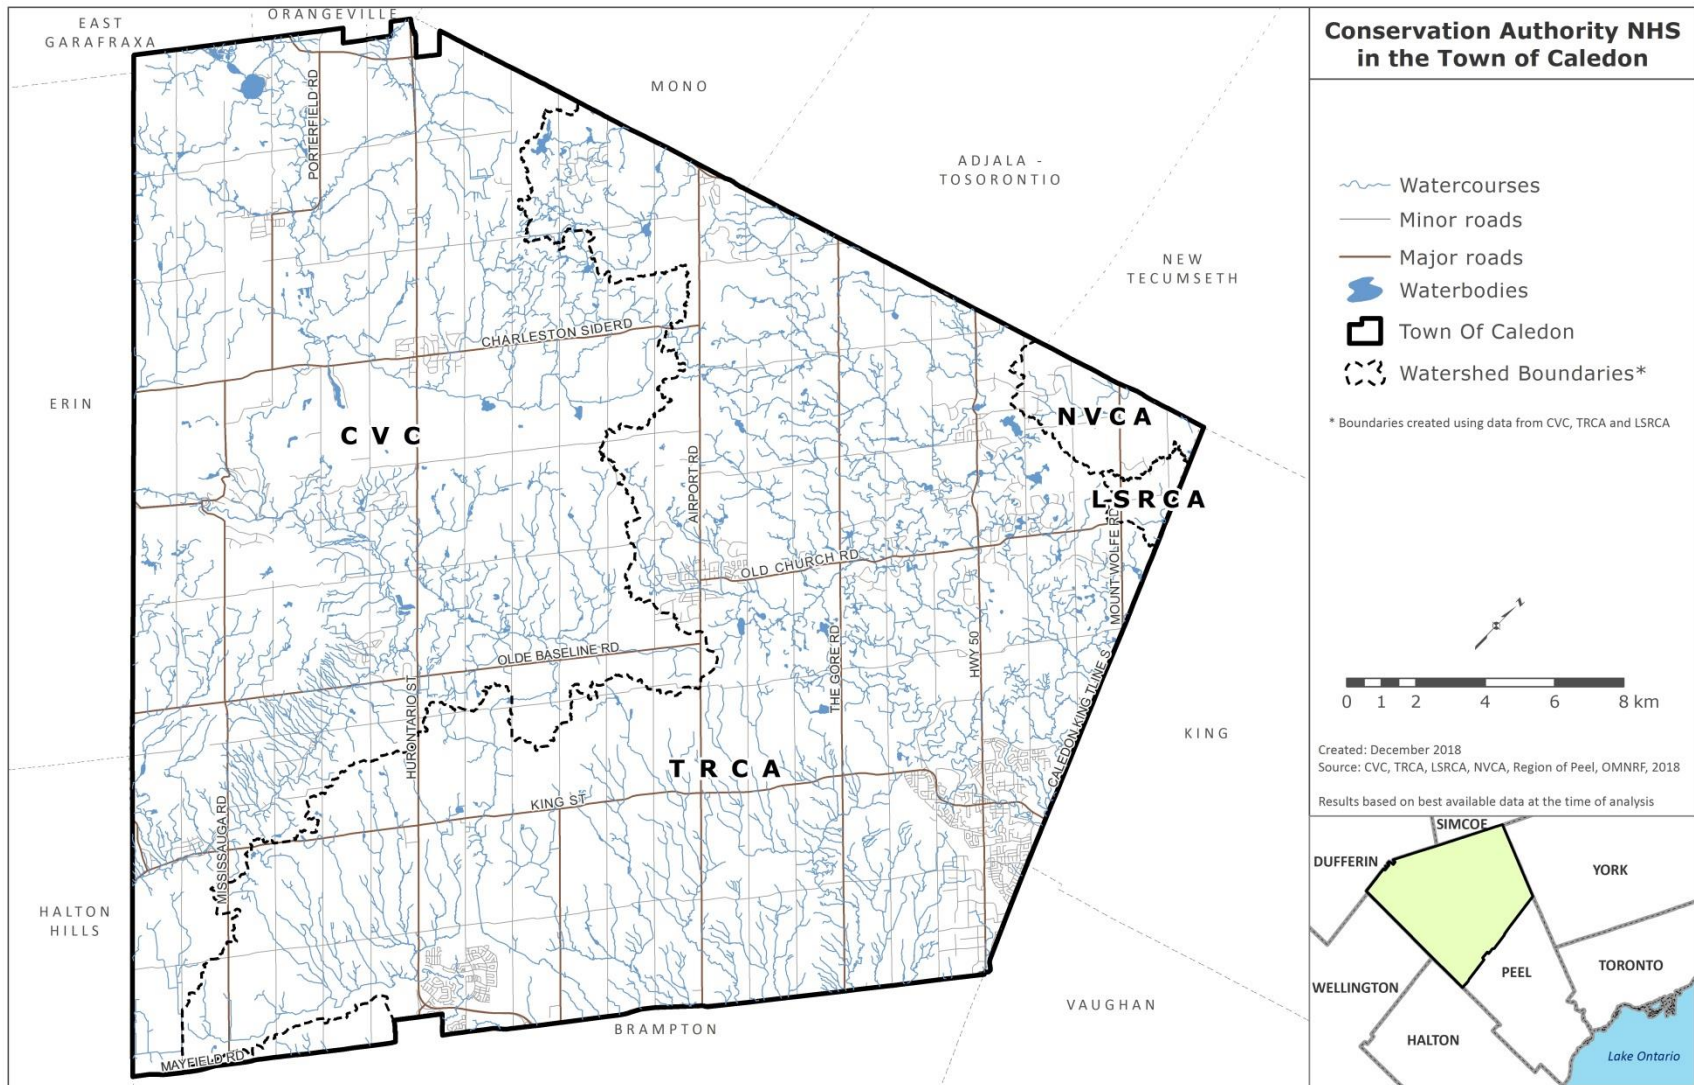 Conservation Authority NHS
in the Town of Caledon
Watercourses
Minor roads
Major roads
Waterbodies
Town Of Caledon
Watershed Boundaries*
* Boundaries created using data from CVC, TRCA and LSRCA
N
0 1 2 4 6 8 km
Created: December 2018
Source: CVC, TRCA, LSRCA, NVCA, Region of Peel, OMNRF, 2018
Results based on best available data at the time of analysis
EAST
GARAFRAXA
ORANGEVILLE
MONO
ADJALA -
TOSORONTIO
NEW
TECUMSETH
ERIN
HALTON
HILLS
BRAMPTON
VAUGHAN
KING
CVC
NVCA
LSRCA
TRCA
PORTERFIELD RD
CHARLESTON SIDERD
AIRPORT RD
OLD CHURCH RD
MOUNT WOLFE RD
OLDE BASELINE RD
THE GORE RD
HWY 50
CALEDON KING TLINE S
HURONTARIO ST
KING ST
MISSISSAUGA RD
MAYFIELD RD
SIMCOE
DUFFERIN
YORK
WELLINGTON
PEEL
TORONTO
HALTON
Lake Ontario